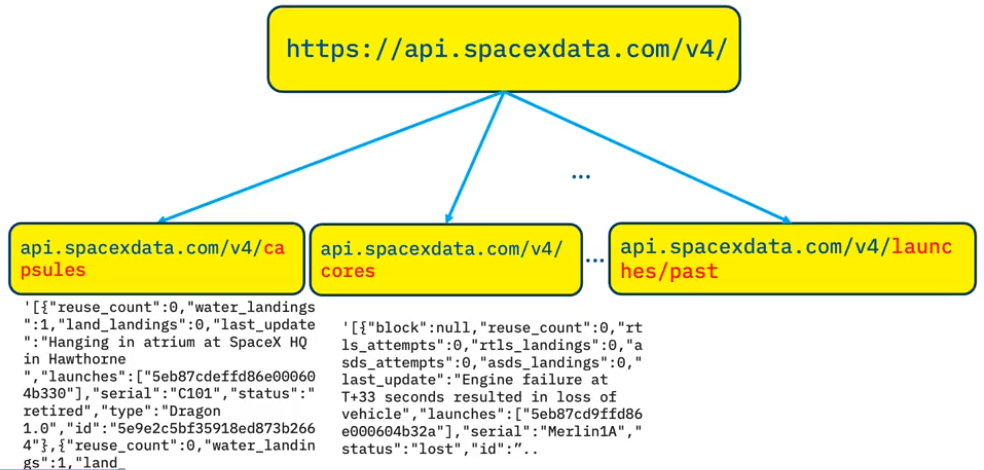 https://api.spacexdata.com/v4/
...
api.spacexdata.com/v4/ca
psules
api.spacexdata.com/v4/
cores
...
api.spacexdata.com/v4/launc
hes/past
'[{"reuse_count":0,"water_landings
":1,"land_landings":0,"last_update
":"Hanging in atrium at SpaceX HQ
in Hawthorne
","launches":["5eb87cdeffd86e00060
4b330"],"serial":"C101","status":"
retired","type":"Dragon
1.0","id":"5e9e2c5bf35918ed873b266
4"},{"reuse_count":0,"water_landin
gs":1,"land_
'[{"block":null,"reuse_count":0,"rt
ls_attempts":0,"rtls_landings":0,"a
sds_attempts":0,"asds_landings":0,"
last_update":"Engine failure at
T+33 seconds resulted in loss of
vehicle","launches":["5eb87cd9ffd86
e000604b32a"],"serial":"Merlin1A","
status":"lost","id":”..